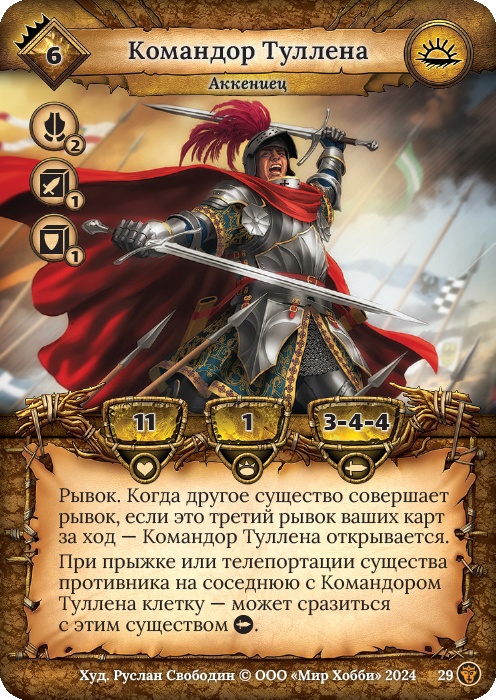 6
Командор Туллена
Аккениец
2
1
1
11
1
3-4-4
Рывок. Когда другое существо совершает
рывок, если это третий рывок ваших карт
за ход — Командор Туллена открывается.
При прыжке или телепортации существа
противника на соседнюю с Командором
Туллена клетку — может сразиться
с этим существом
.
Худ. Руслан Свободин © ООО «Мир Хобби» 2024
29